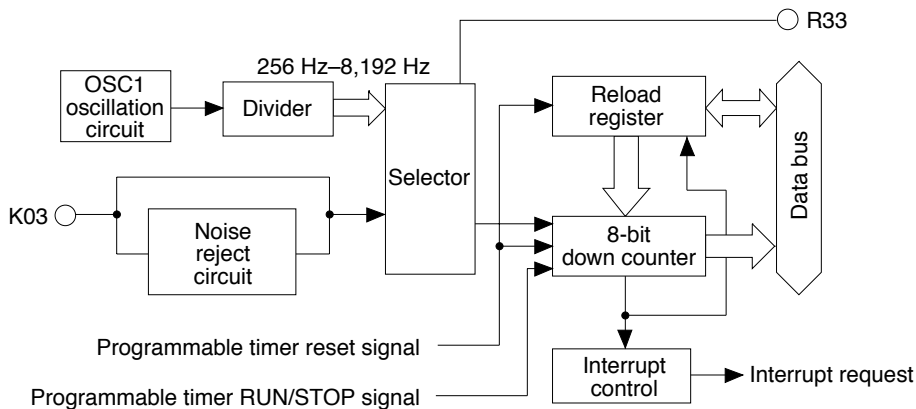 R33
256 Hz–8,192 Hz
OSC1
oscillation
circuit
Divider
Selector
Reload
register
Data bus
K03
Noise
reject
circuit
8-bit
down counter
Programmable timer reset signal
Interrupt
control
Interrupt request
Programmable timer RUN/STOP signal